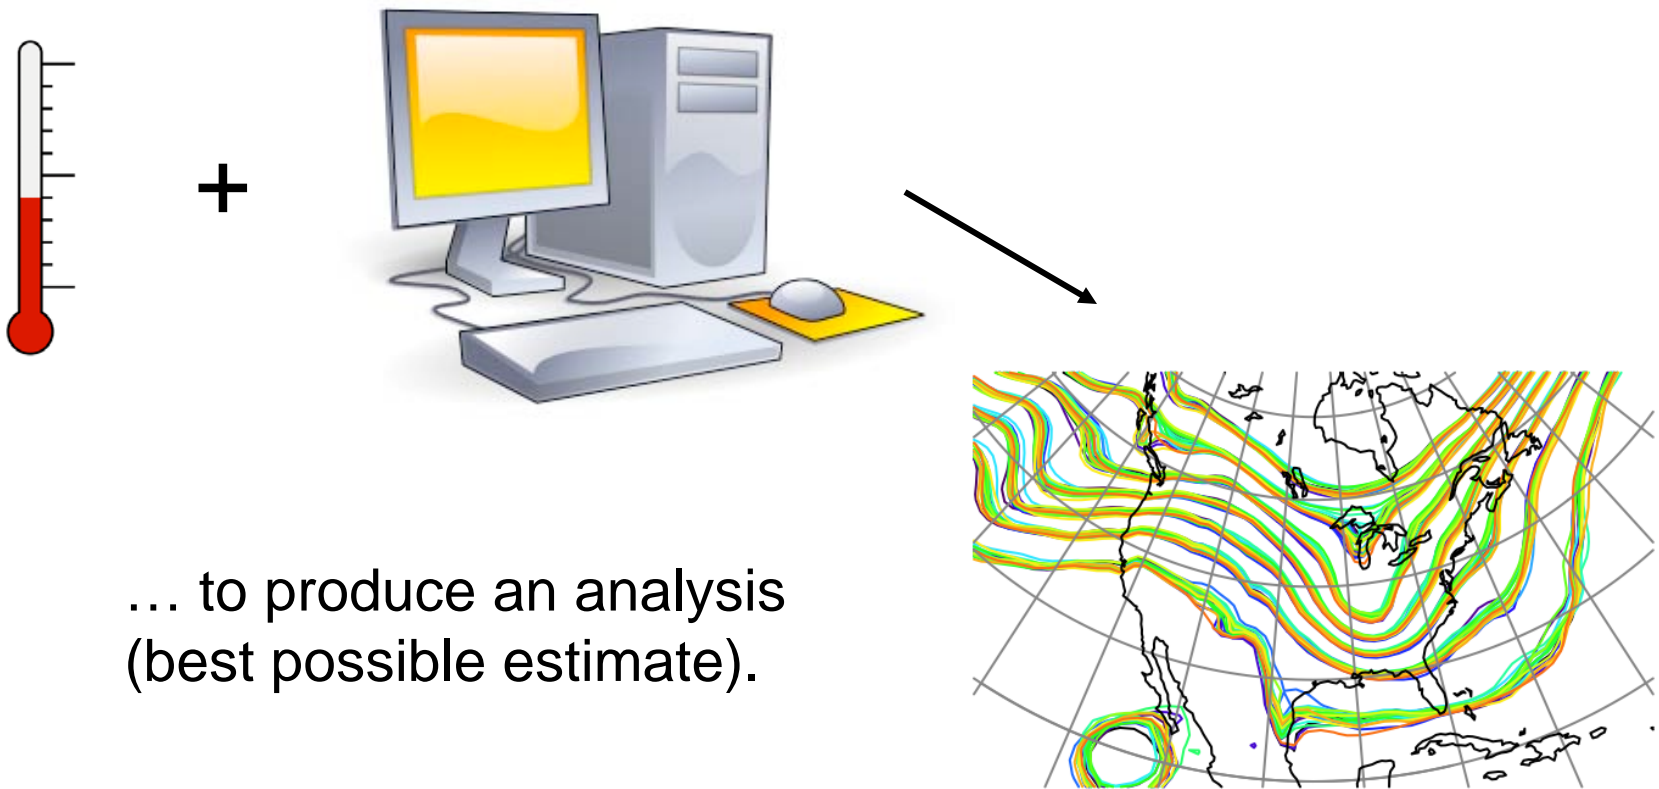 +
… to produce an analysis
(best possible estimate).